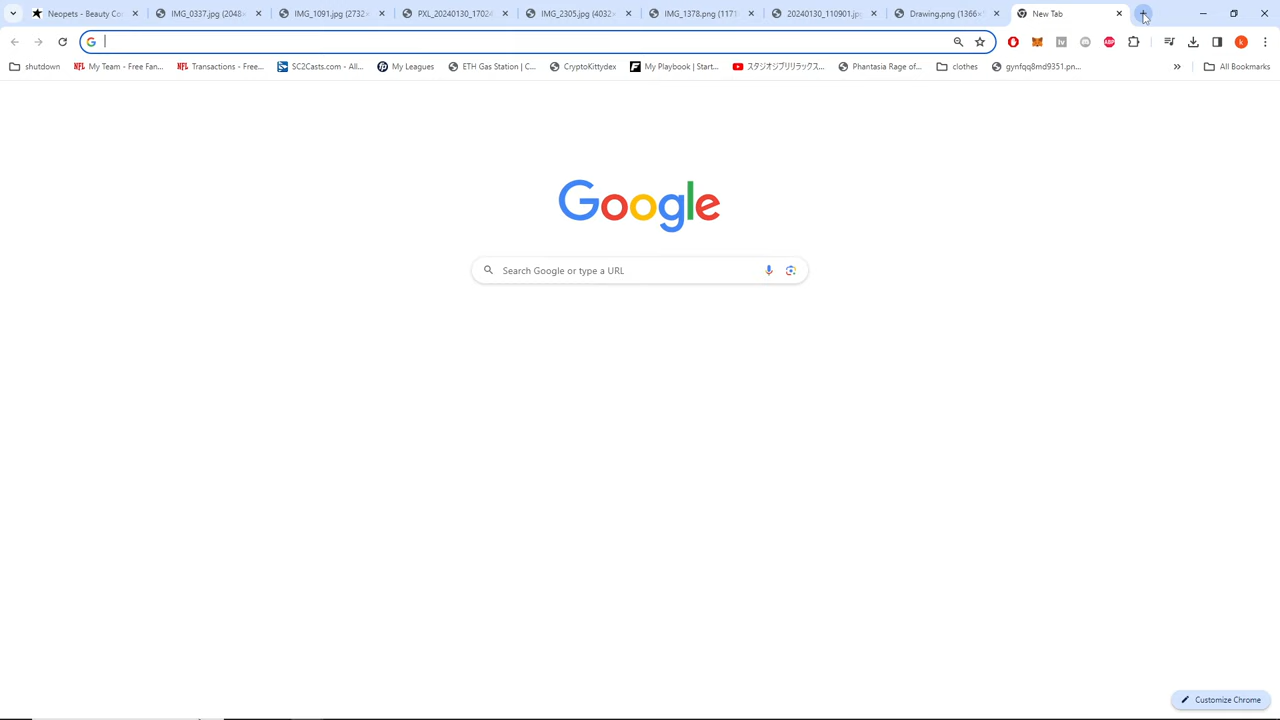 Neopets - Beauty Co
IMG_0337.jpg (2048×
IMG_1091.jpg (2732×
PXL_20240130_17024
IMG_2305.jpg (4032×
IMG_1378.png (1171×
20240130_110901.jpg
Drawing.png (1366×
New Tab
shutdown
My Team - Free Fan...
Transactions - Free...
SC2Casts.com - All...
My Leagues
ETH Gas Station | C...
CryptoKittydex
My Playbook | Start...
スタジオジブリリラックス...
Phantasia Rage of...
clothes
gynfqq8md9351.pn...
All Bookmarks
Google
Search Google or type a URL
Customize Chrome